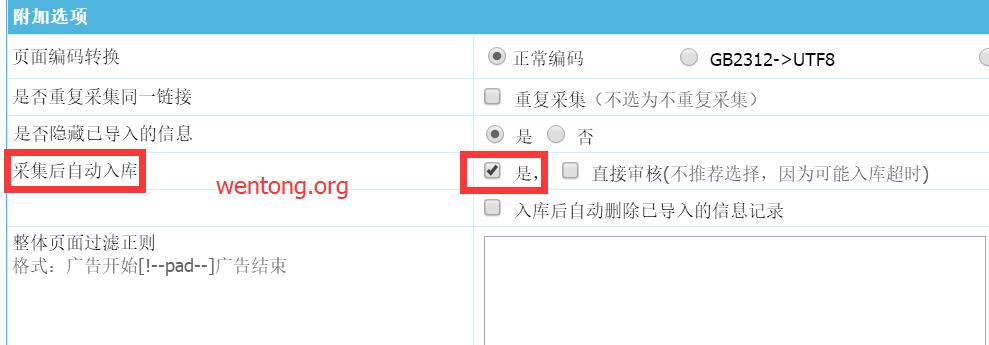 附加选项
页面编码转换 正常编码 GB2312->UTF8
是否重复采集同一链接 重复采集（不选为不重复采集）
是否隐藏已导入的信息 是 否
采集后自动入库 是， 直接审核(不推荐选择，因为可能入库超时)
wentong.org
入库后自动删除已导入的信息记录
整体页面过滤正则
格式：广告开始[!--pad--]广告结束